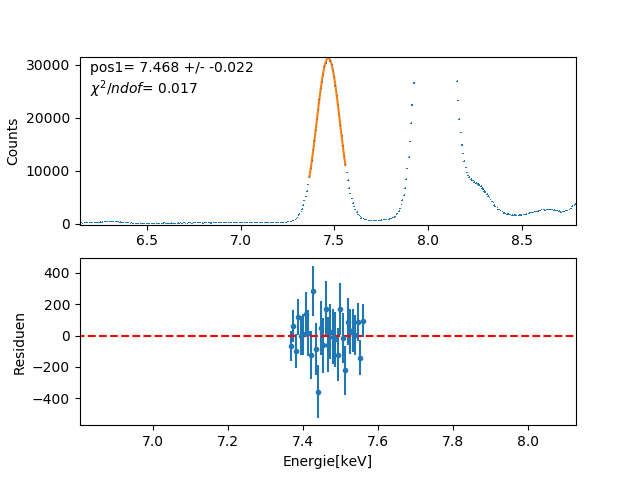 30000
20000
10000
0
Counts
pos1= 7.468 +/- -0.022
χ²/ndof= 0.017
6.5 7.0 7.5 8.0 8.5
400
200
0
−200
−400
Residuen
7.0 7.2 7.4 7.6 7.8 8.0
Energie[keV]